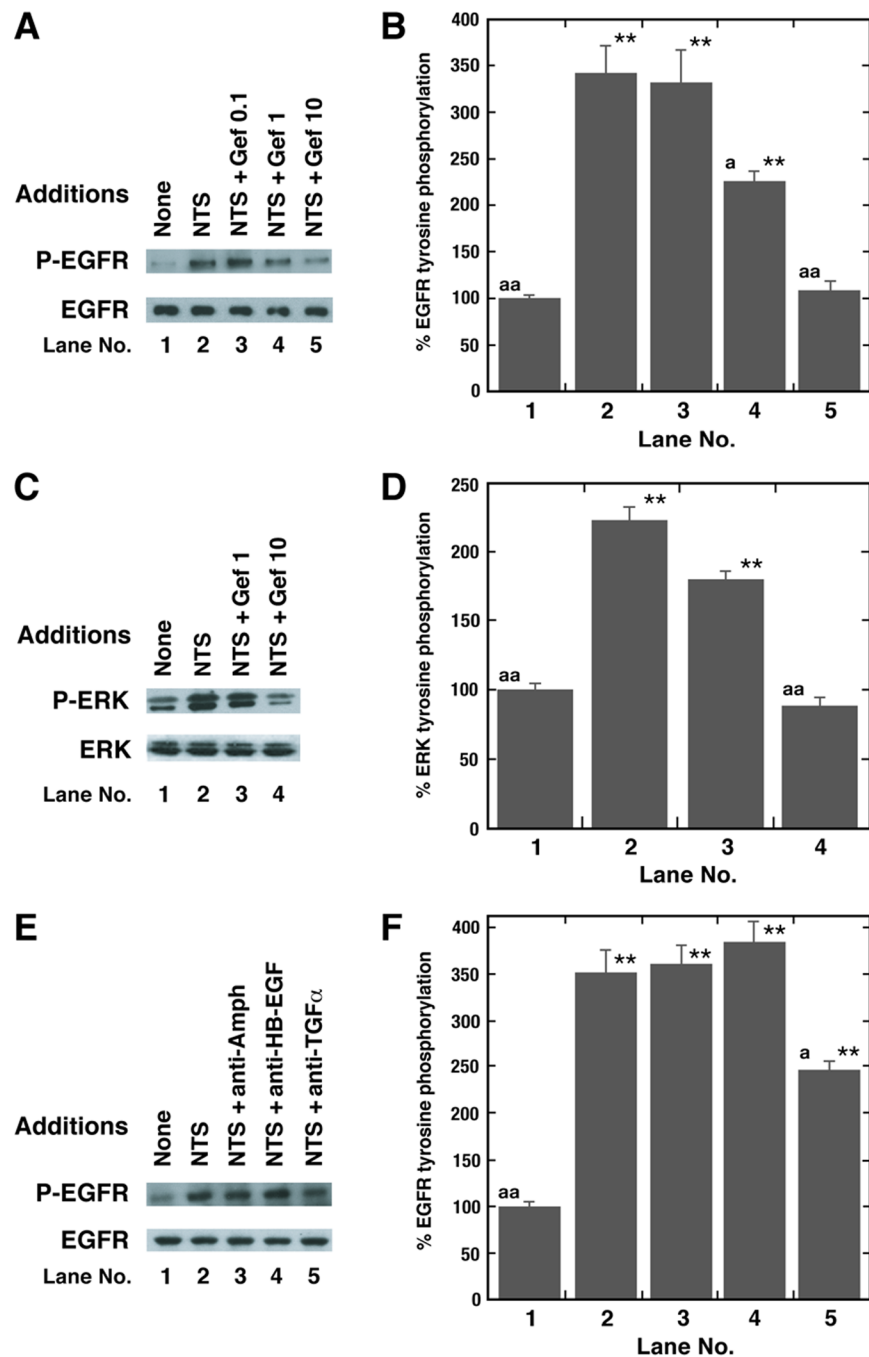 A
Additions
None
NTS
NTS + Gef 0.1
NTS + Gef 1
NTS + Gef 10
P-EGFR
EGFR
Lane No. 1 2 3 4 5
B
% EGFR tyrosine phosphorylation
400
350
300
250
200
150
100
50
0
aa
**
**
a **
aa
1 2 3 4 5
Lane No.
C
Additions
None
NTS
NTS + Gef 1
NTS + Gef 10
P-ERK
ERK
Lane No. 1 2 3 4
D
% ERK tyrosine phosphorylation
250
200
150
100
50
0
aa
**
**
aa
1 2 3 4
Lane No.
E
Additions
None
NTS
NTS + anti-Amph
NTS + anti-HB-EGF
NTS + anti-TGFα
P-EGFR
EGFR
Lane No. 1 2 3 4 5
F
% EGFR tyrosine phosphorylation
400
350
300
250
200
150
100
50
0
aa
**
**
**
a **
1 2 3 4 5
Lane No.